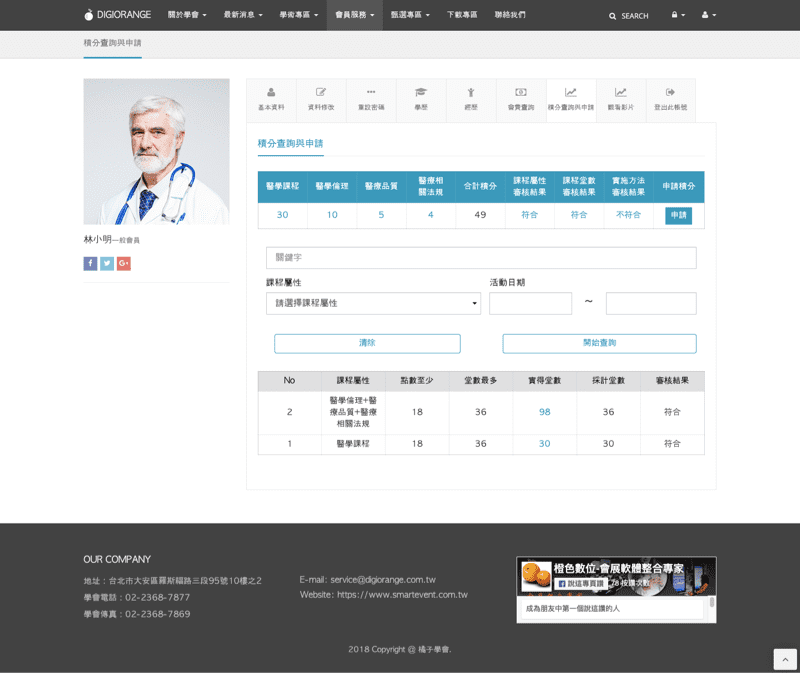 DIGIORANGE 關於學會 最新消息 學術專區 會員服務 甄選專區 下載專區 聯絡我們 SEARCH
積分查詢與申請
基本資料 資料修改 重設密碼 學歷 經歷 會費查詢 積分查詢與申請 觀看影片 登出此帳號
積分查詢與申請
醫學課程 醫學倫理 醫療品質 醫療相關法規 合計積分 課程屬性審核結果 課程堂數審核結果 實施方法審核結果 申請積分
30 10 5 4 49 符合 符合 不符合 申請
林小明—般會員
關鍵字
課程屬性 活動日期
請選擇課程屬性 ~
清除 開始查詢
No 課程屬性 點數至少 堂數最多 實得堂數 採計堂數 審核結果
2 醫學倫理+醫療品質+醫療相關法規 18 36 98 36 符合
1 醫學課程 18 36 30 30 符合
OUR COMPANY
地址：台北市大安區羅斯福路三段95號10樓之2
學會電話：02-2368-7877
學會傳真：02-2368-7869
E-mail: service@digiorange.com.tw
Website: https://www.smartevent.com.tw
橙色數位-會展軟體整合專家
說這專頁讚 78 按讚次數
成為朋友中第一個說這讚的人
2018 Copyright @ 橘子學會.